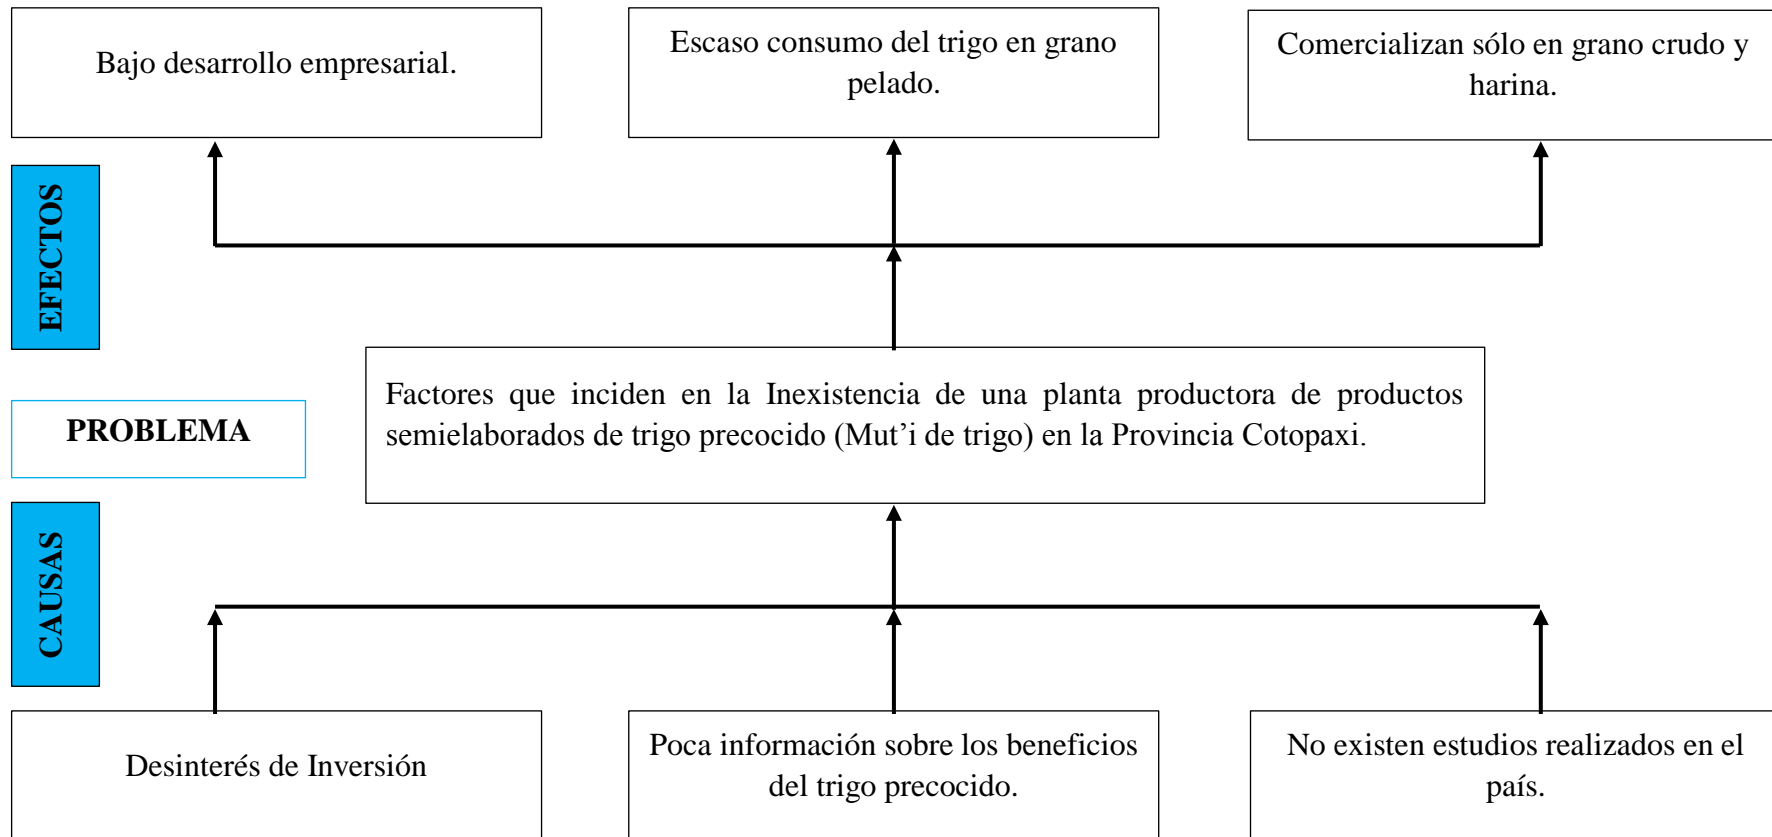 Bajo desarrollo empresarial.
Escaso consumo del trigo en grano
pelado.
Comercializan sólo en grano crudo y
harina.
EFECTOS
Factores que inciden en la Inexistencia de una planta productora de productos
semielaborados de trigo precocido (Mut’i de trigo) en la Provincia Cotopaxi.
PROBLEMA
CAUSAS
Desinterés de Inversión
Poca información sobre los beneficios
del trigo precocido.
No existen estudios realizados en el
país.